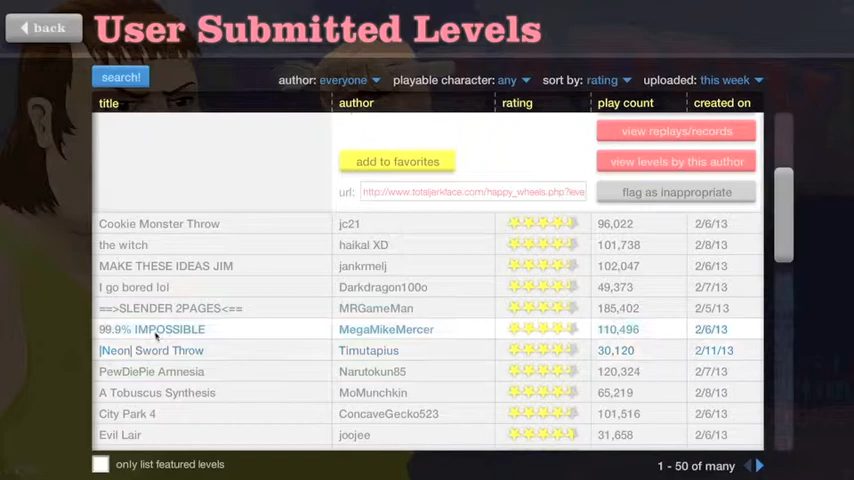 back
User Submitted Levels
search!
author: everyone playable character: any sort by: rating uploaded: this week
title author rating play count created on
view replays/records
add to favorites view levels by this author
url: http://www.totaljerkface.com/happy_wheels.php?leve flag as inappropriate
Cookie Monster Throw jc21 96,022 2/6/13
the witch haikal XD 101,738 2/8/13
MAKE THESE IDEAS JIM jankrmelj 102,047 2/6/13
I go bored lol Darkdragon100o 49,373 2/7/13
==>SLENDER 2PAGES<== MRGameMan 185,402 2/5/13
99.9% IMPOSSIBLE MegaMikeMercer 110,496 2/6/13
|Neon| Sword Throw Timutapius 30,120 2/11/13
PewDiePie Amnesia Narutokun85 120,324 2/7/13
A Tobuscus Synthesis MoMunchkin 65,219 2/8/13
City Park 4 ConcaveGecko523 101,516 2/6/13
Evil Lair joojee 31,658 2/6/13
only list featured levels 1 - 50 of many